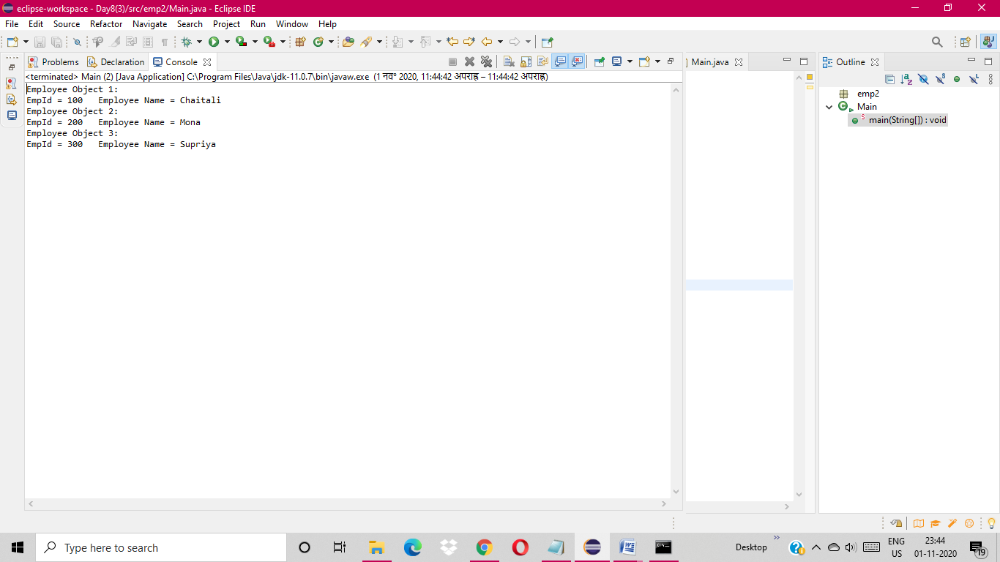 eclipse-workspace - Day8(3)/src/emp2/Main.java - Eclipse IDE
File Edit Source Refactor Navigate Search Project Run Window Help
Problems Declaration Console Main.java Outline
<terminated> Main (2) [Java Application] C:\Program Files\Java\jdk-11.0.7\bin\javaw.exe (1 नव॰ 2020, 11:44:42 अपराह्न – 11:44:42 अपराह्न)
Employee Object 1:
EmpId = 100 Employee Name = Chaitali
Employee Object 2:
EmpId = 200 Employee Name = Mona
Employee Object 3:
EmpId = 300 Employee Name = Supriya
emp2
Main
main(String[]) : void
Type here to search
Desktop
ENG
US
23:44
01-11-2020
19